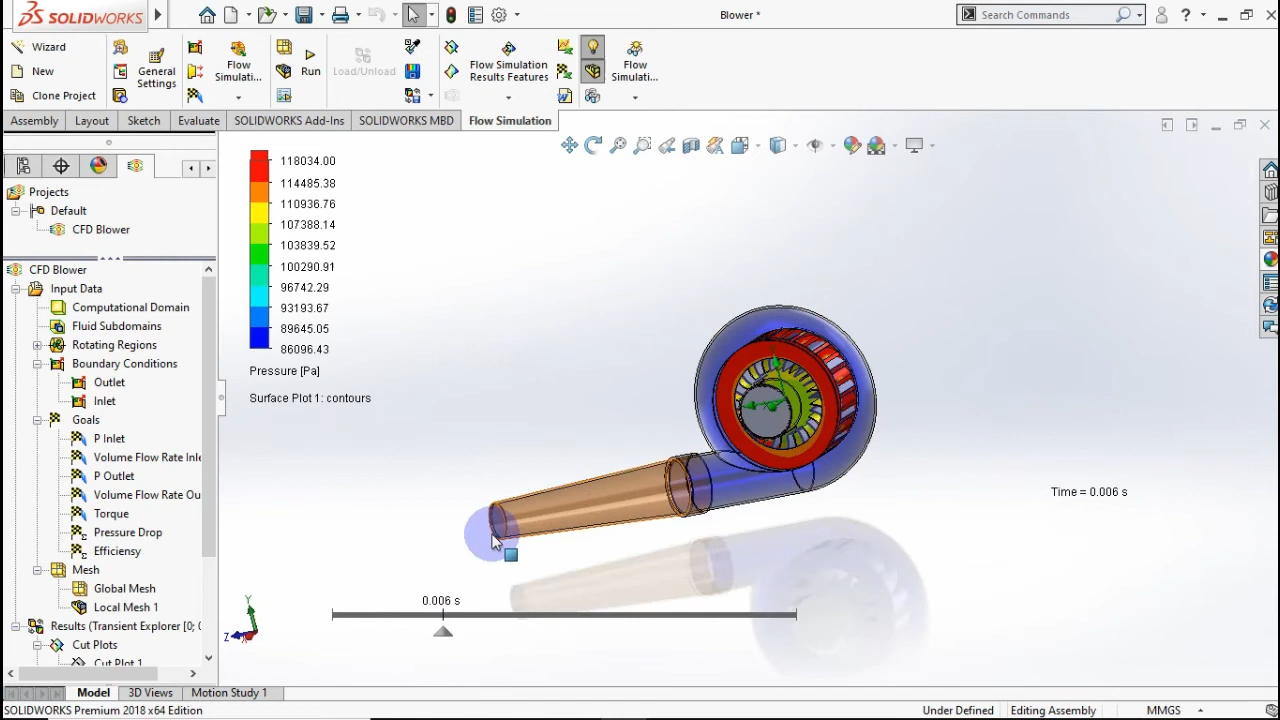 SOLIDWORKS
Blower *
Search Commands
Wizard
New
Clone Project
General
Settings
Flow
Simulati...
Run
Load/Unload
Flow Simulation
Results Features
Flow
Simulati...
Assembly
Layout
Sketch
Evaluate
SOLIDWORKS Add-Ins
SOLIDWORKS MBD
Flow Simulation
Projects
Default
CFD Blower
CFD Blower
Input Data
Computational Domain
Fluid Subdomains
Rotating Regions
Boundary Conditions
Outlet
Inlet
Goals
P Inlet
Volume Flow Rate Inle
P Outlet
Volume Flow Rate Ou
Torque
Pressure Drop
Efficiency
Mesh
Global Mesh
Local Mesh 1
Results (Transient Explorer [0; 0
Cut Plots
Cut Plot 1
118034.00
114485.38
110936.76
107388.14
103839.52
100290.91
96742.29
93193.67
89645.05
86096.43
Pressure [Pa]
Surface Plot 1: contours
Time = 0.006 s
0.006 s
Y
Z
X
Model
3D Views
Motion Study 1
SOLIDWORKS Premium 2018 x64 Edition
Under Defined
Editing Assembly
MMGS